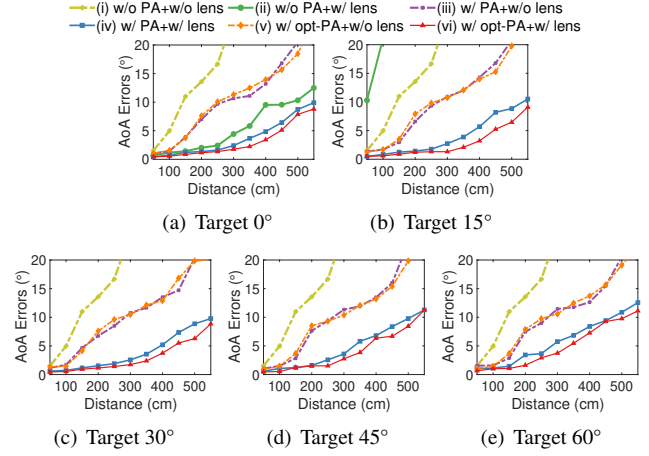 (i) w/o PA+w/o lens (ii) w/o PA+w/ lens (iii) w/ PA+w/o lens
(iv) w/ PA+w/ lens (v) w/ opt-PA+w/o lens (vi) w/ opt-PA+w/ lens
AoA Errors (°)
20
15
10
5
0
100 200 300 400 500
Distance (cm)
(a) Target 0°
AoA Errors (°)
20
15
10
5
0
100 200 300 400 500
Distance (cm)
(b) Target 15°
AoA Errors (°)
20
15
10
5
0
100 200 300 400 500
Distance (cm)
(c) Target 30°
AoA Errors (°)
20
15
10
5
0
100 200 300 400 500
Distance (cm)
(d) Target 45°
AoA Errors (°)
20
15
10
5
0
100 200 300 400 500
Distance (cm)
(e) Target 60°